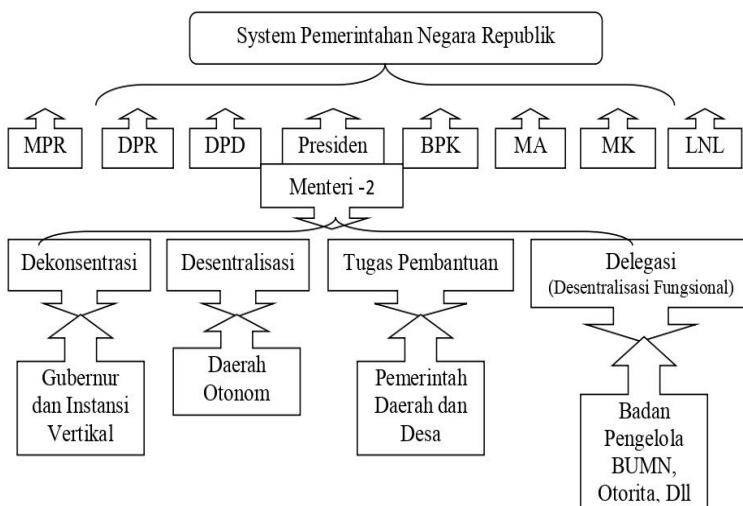 System Pemerintahan Negara Republik
MPR
DPR
DPD
Presiden
BPK
MA
MK
LNL
Menteri -2
Dekonsentrasi
Desentralisasi
Tugas Pembantuan
Delegasi
(Desentralisasi Fungsional)
Gubernur
dan Instansi
Vertikal
Daerah
Otonom
Pemerintah
Daerah dan
Desa
Badan
Pengelola
BUMN,
Otorita, Dll